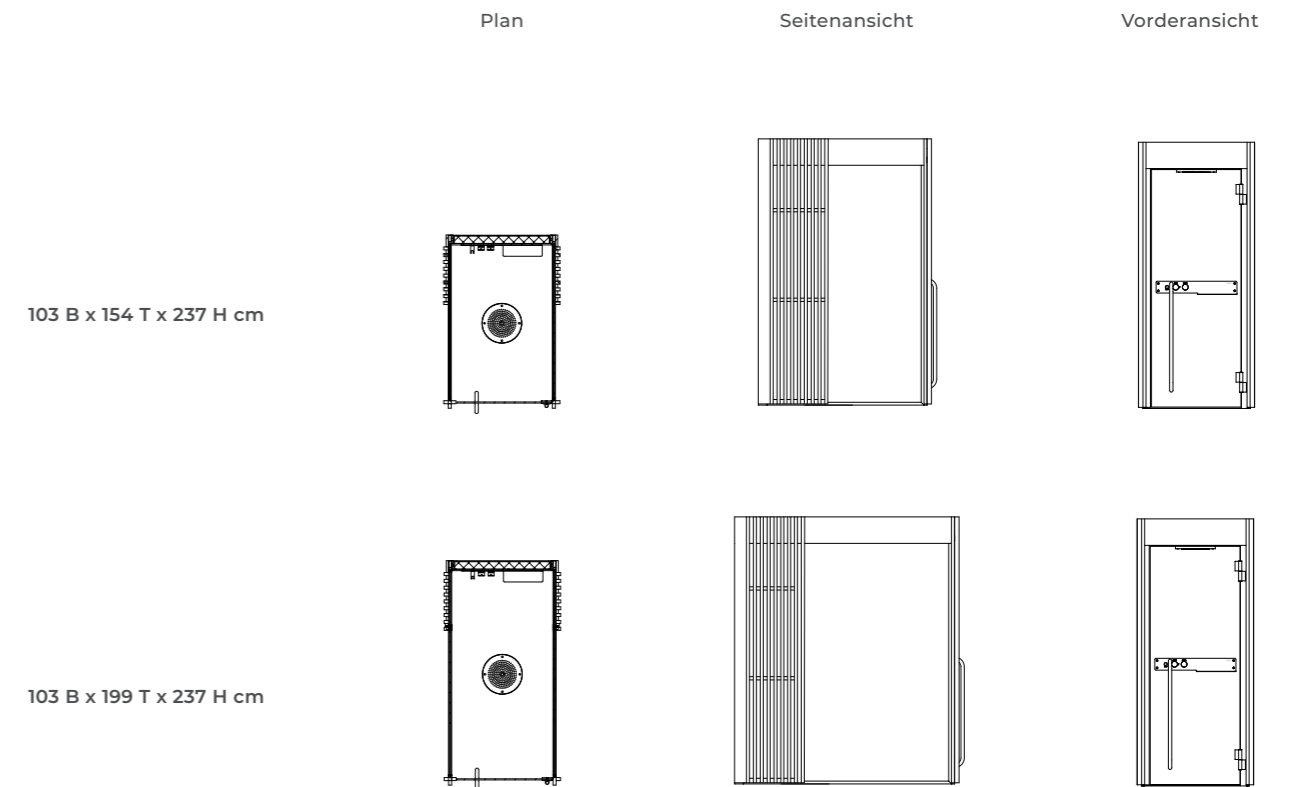 Plan
Seitenansicht
Vorderansicht
103 B x 154 T x 237 H cm
103 B x 199 T x 237 H cm